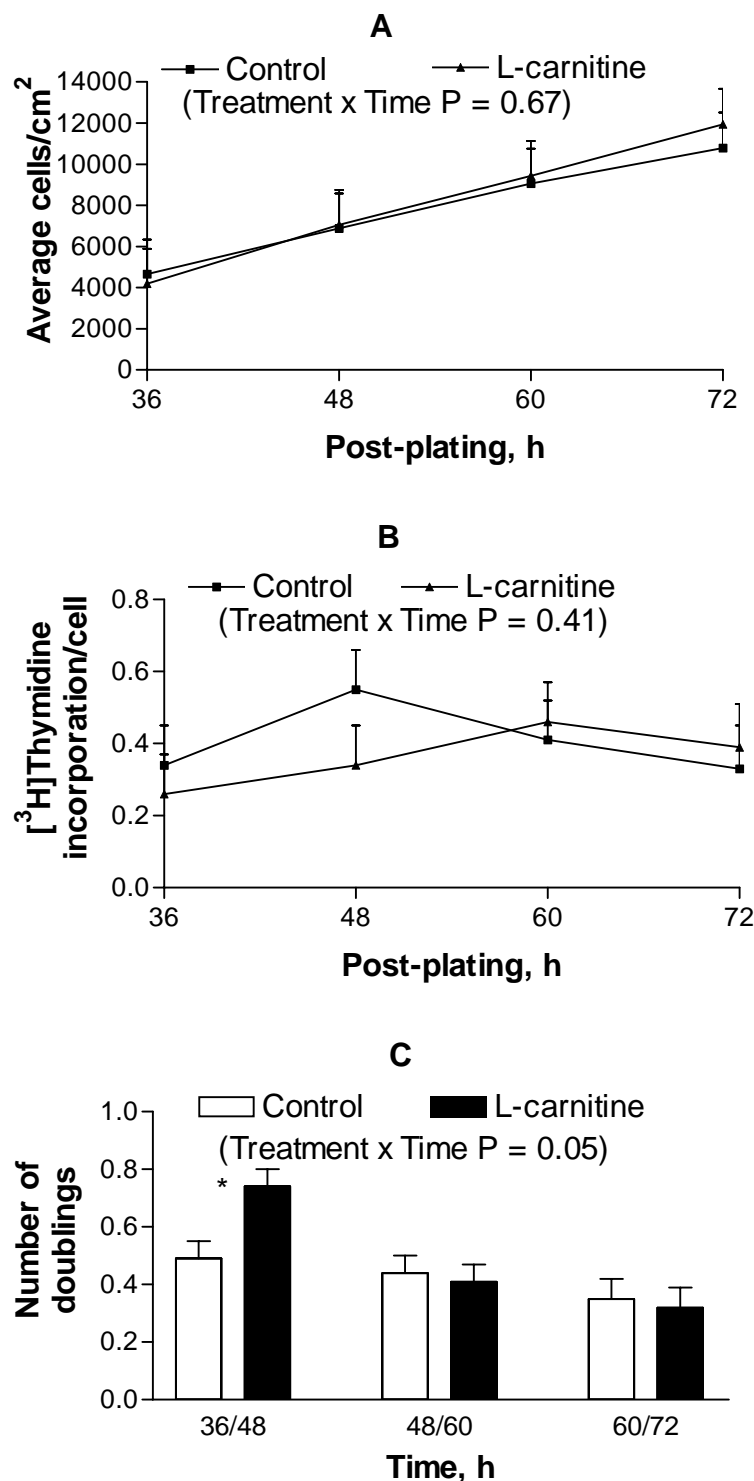 A
Control L-carnitine
(Treatment x Time P = 0.67)
14000
12000
10000
8000
6000
4000
2000
0
Average cells/cm²
36 48 60 72
Post-plating, h
B
Control L-carnitine
(Treatment x Time P = 0.41)
0.8
0.6
0.4
0.2
0.0
[³H]Thymidine
incorporation/cell
36 48 60 72
Post-plating, h
C
Control L-carnitine
(Treatment x Time P = 0.05)
1.0
0.8
0.6
0.4
0.2
0.0
*
Number of
doublings
36/48 48/60 60/72
Time, h